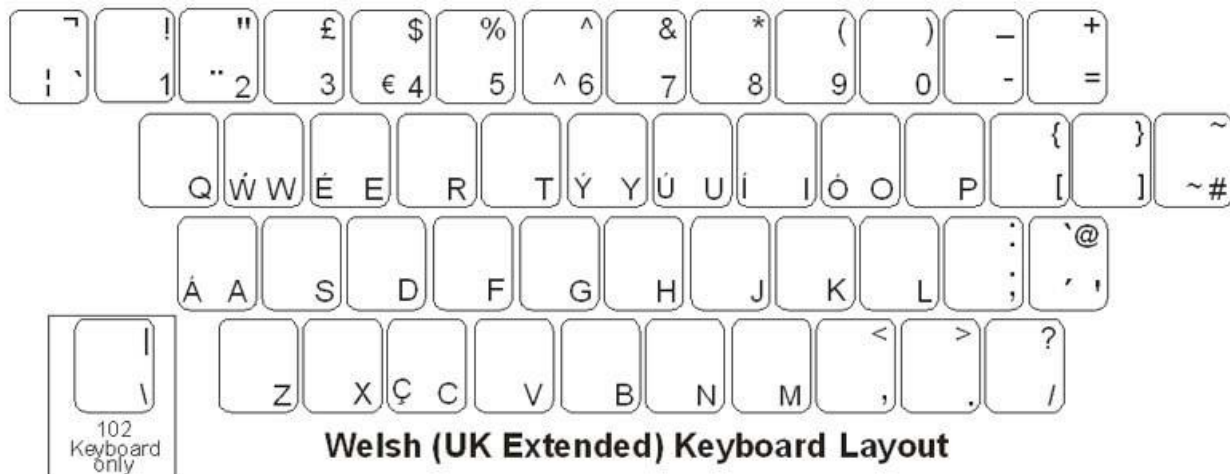 ¬ ! " £ $ % ^ & * ( ) _ +
¦ ` 1 ¨ 2 3 € 4 5 ^ 6 7 8 9 0 - =
{ } ~
Q Ẃ W É E R T Ý Y Ú U Í I Ó O P [ ] ~ #
: `@
Á A S D F G H J K L ; ´ '
| < > ?
\ Z X Ç C V B N M , . /
102
Keyboard
only
Welsh (UK Extended) Keyboard Layout